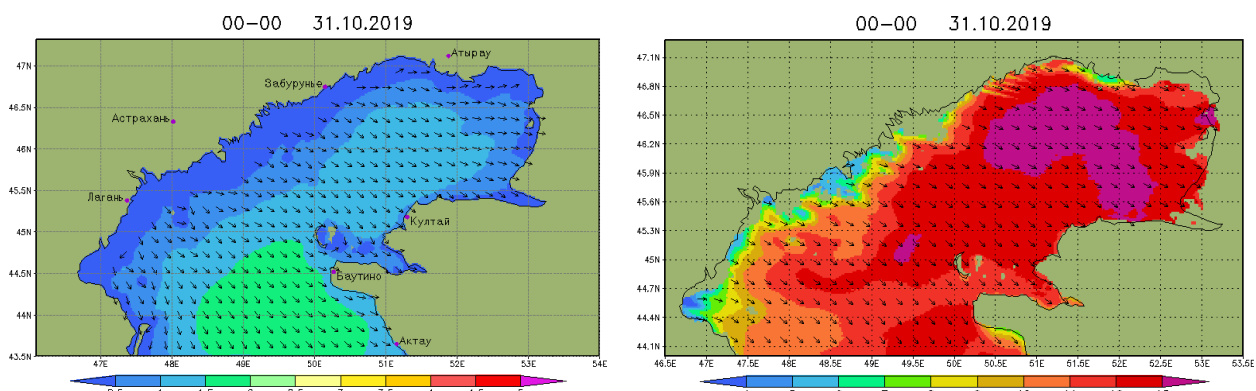 00-00 31.10.2019
47N
46.5N
46N
45.5N
45N
44.5N
44N
43.5N
Атырау
Забурунье
Астрахань
Лагань
Култай
Баутино
Актау
47E 48E 49E 50E 51E 52E 53E 54E
00-00 31.10.2019
47.1N
46.8N
46.5N
46.2N
45.9N
45.6N
45.3N
45N
44.7N
44.4N
44.1N
46.5E 47E 47.5E 48E 48.5E 49E 49.5E 50E 50.5E 51E 51.5E 52E 52.5E 53E 53.5E